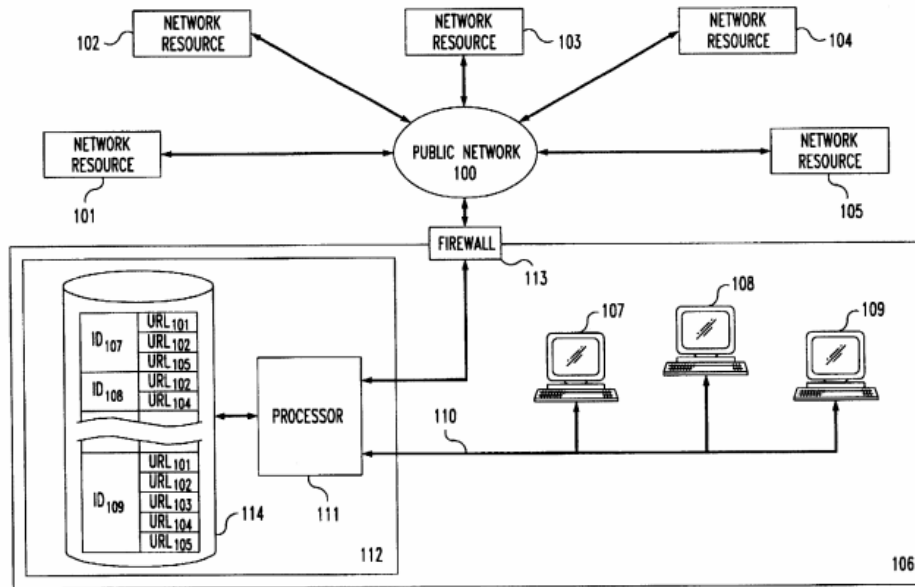 NETWORK
RESOURCE
102
NETWORK
RESOURCE
103
NETWORK
RESOURCE
104
NETWORK
RESOURCE
101
PUBLIC NETWORK
100
NETWORK
RESOURCE
105
FIREWALL
113
ID107
URL101
URL102
URL105
ID108
URL102
URL104
ID109
URL101
URL102
URL103
URL104
URL105
114
PROCESSOR
111
112
110
107
108
109
106